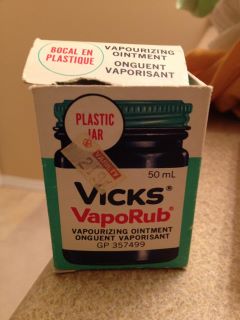 BOCAL EN
PLASTIQUE
VAPOURIZING
OINTMENT
ONGUENT
VAPORISANT
PLASTIC
JAR
50 mL
VICKS®
VapoRub®
VAPOURIZING OINTMENT
ONGUENT VAPORISANT
GP 357499